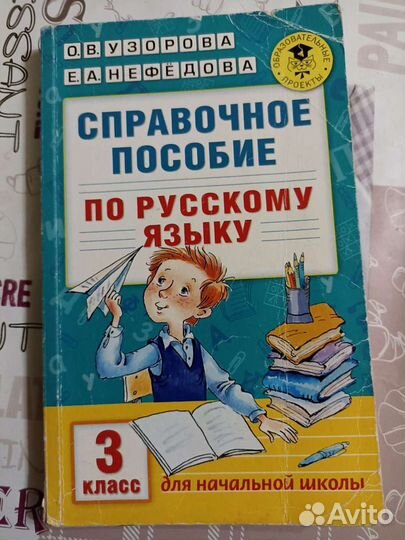 О.В. УЗОРОВА
Е.А. НЕФЁДОВА
ОБРАЗОВАТЕЛЬНЫЕ
ПРОЕКТЫ
СПРАВОЧНОЕ
ПОСОБИЕ
ПО РУССКОМУ
ЯЗЫКУ
3
КЛАСС
для начальной школы
Avito